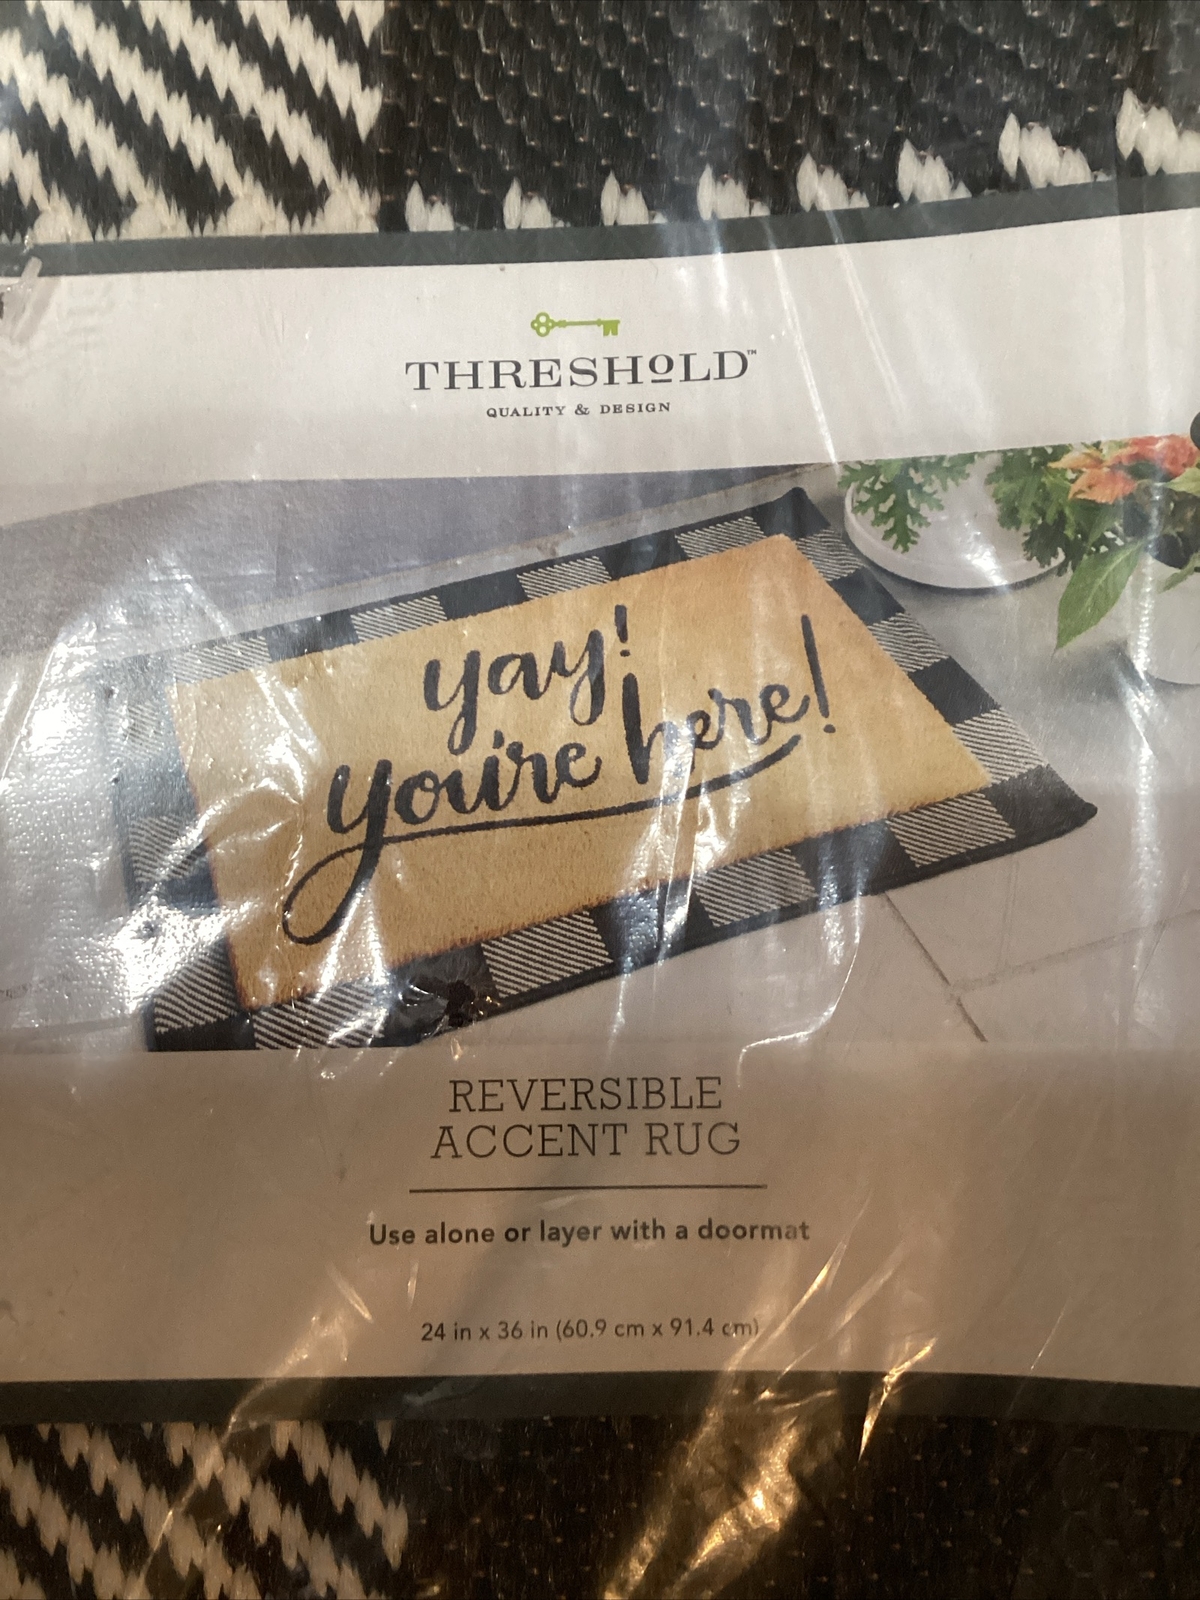 THRESHOLD™
QUALITY & DESIGN
yay!
you're here!
REVERSIBLE
ACCENT RUG
Use alone or layer with a doormat
24 in x 36 in (60.9 cm x 91.4 cm)